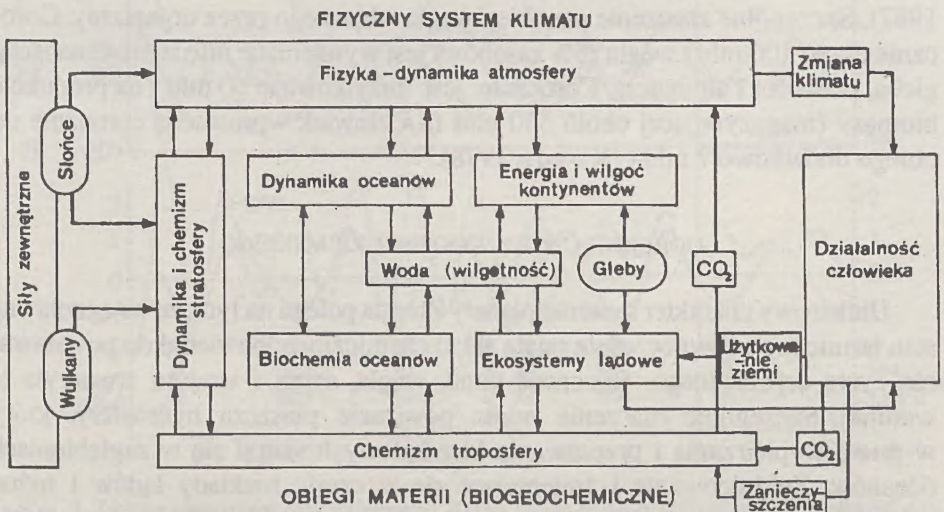 FIZYCZNY SYSTEM KLIMATU
Siły zewnętrzne
Słońce
Wulkany
Fizyka – dynamika atmosfery
Zmiana
klimatu
Dynamika i chemizm
stratosfery
Dynamika oceanów
Energia i wilgoć
kontynentów
Woda (wilgotność)
Gleby
CO₂
Działalność
człowieka
Biochemia oceanów
Ekosystemy lądowe
Użytkowa-
nie
ziemi
Chemizm troposfery
CO₂
Zanieczy-
szczenia
OBIEGI MATERII (BIOGEOCHEMICZNE)